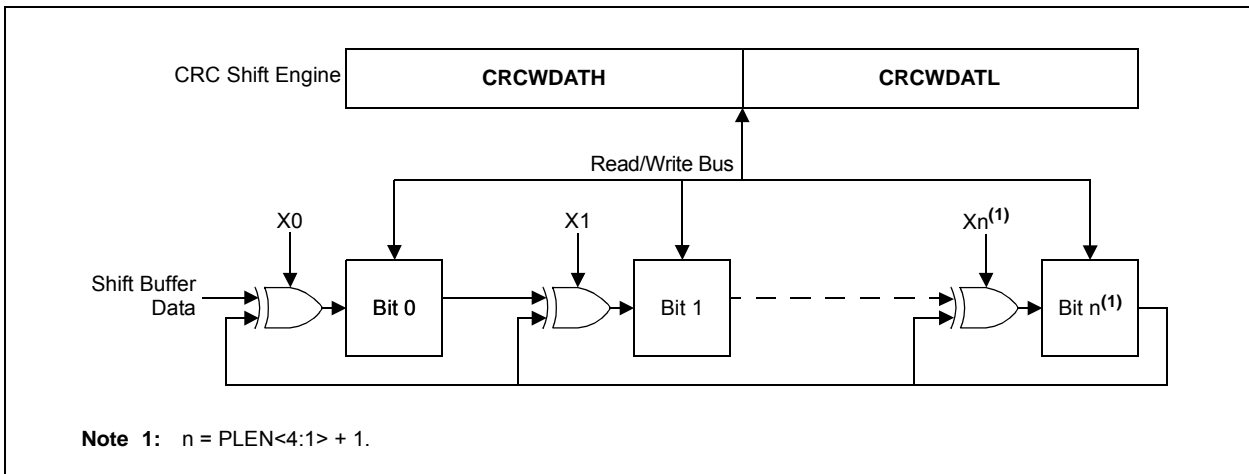 CRC Shift Engine CRCWDATH CRCWDATL
Read/Write Bus
X0 X1 Xn(1)
Shift Buffer
Data
Bit 0 Bit 1 Bit n(1)
Note 1: n = PLEN<4:1> + 1.